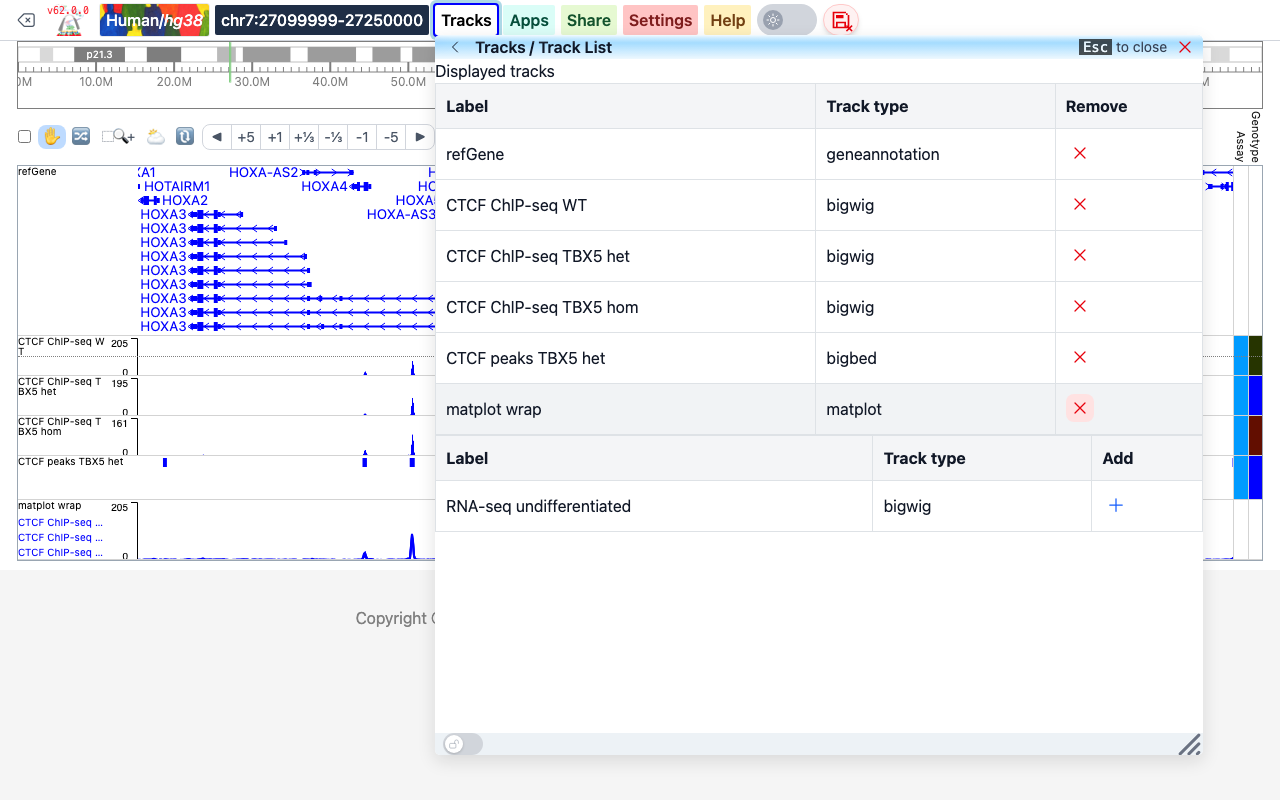 v62.0.0
Human/hg38
chr7:27099999-27250000
Tracks
Apps
Share
Settings
Help
Tracks / Track List
Esc to close
p21.3
0M
10.0M
20.0M
30.0M
40.0M
50.0M
M
+5
+1
+⅓
-⅓
-1
-5
Assay
Genotype
refGene
HOTAIRM1
HOXA2
HOXA-AS2
HOXA4
HOXA-AS3
HOXA3
HOXA3
HOXA3
HOXA3
HOXA3
HOXA3
HOXA3
HOXA3
HOXA3
CTCF ChIP-seq W
T
205
0
CTCF ChIP-seq T
BX5 het
195
0
CTCF ChIP-seq T
BX5 hom
161
0
CTCF peaks TBX5 het
matplot wrap
205
CTCF ChIP-seq ...
CTCF ChIP-seq ...
CTCF ChIP-seq ...
0
Displayed tracks
Label Track type Remove
refGene geneannotation
CTCF ChIP-seq WT bigwig
CTCF ChIP-seq TBX5 het bigwig
CTCF ChIP-seq TBX5 hom bigwig
CTCF peaks TBX5 het bigbed
matplot wrap matplot
Label Track type Add
RNA-seq undifferentiated bigwig
Copyright